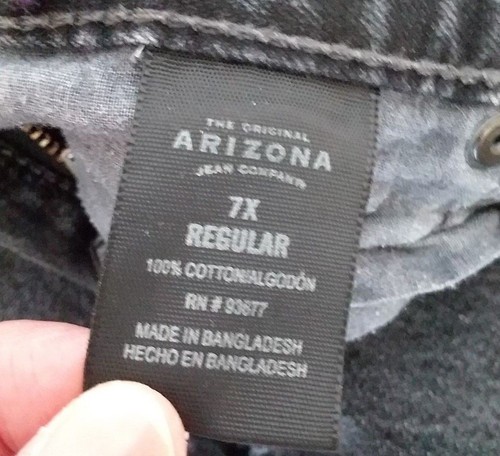 THE ORIGINAL
ARIZONA
JEAN COMPANY
7X
REGULAR
100% COTTON/ALGODÓN
RN # 93677
MADE IN BANGLADESH
HECHO EN BANGLADESH